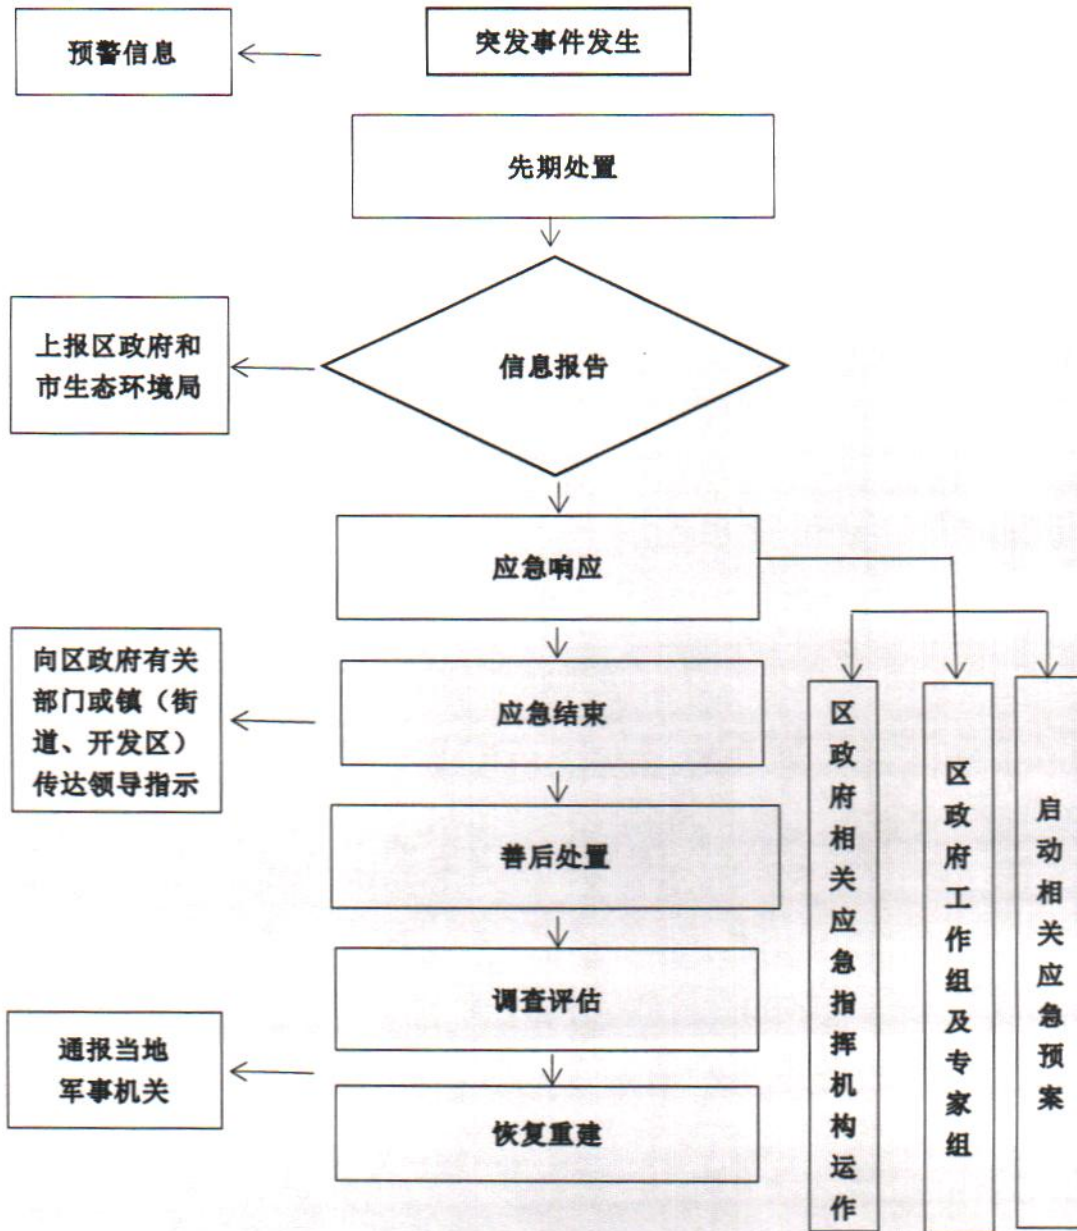 预警信息
突发事件发生
先期处置
上报区政府和
市生态环境局
信息报告
应急响应
向区政府有关
部门或镇（街
道、开发区）
传达领导指示
应急结束
善后处置
调查评估
通报当地
军事机关
恢复重建
区政府相关应急指挥机构运作
区政府工作组及专家组
启动相关应急预案